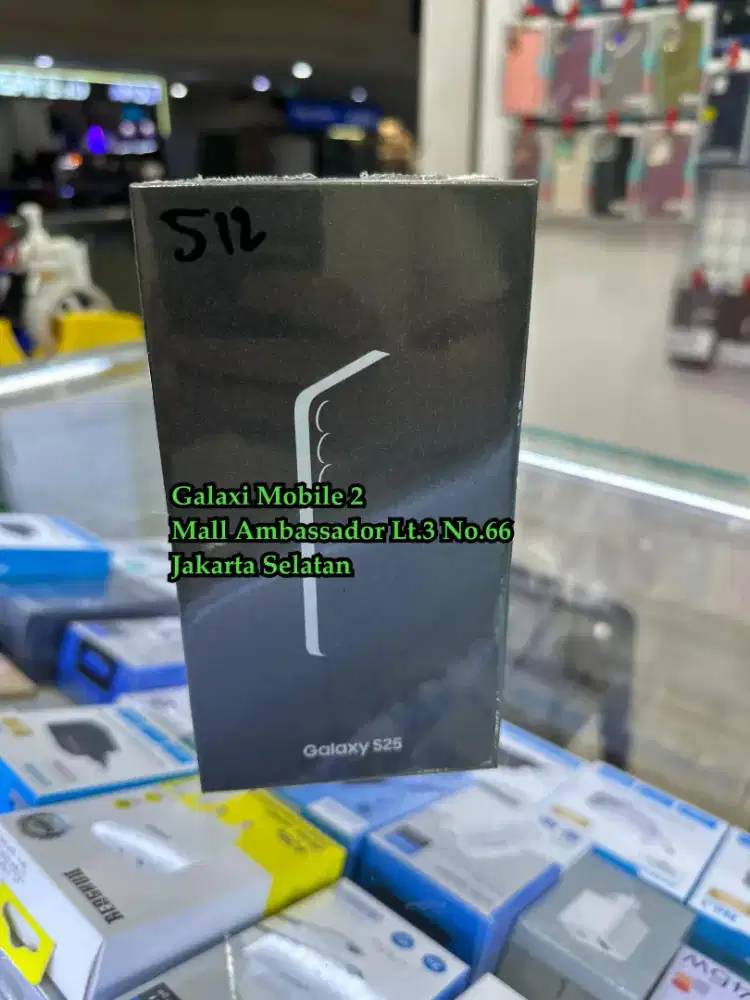 512
Galaxi Mobile 2
Mall Ambassador Lt.3 No.66
Jakarta Selatan
Galaxy S25